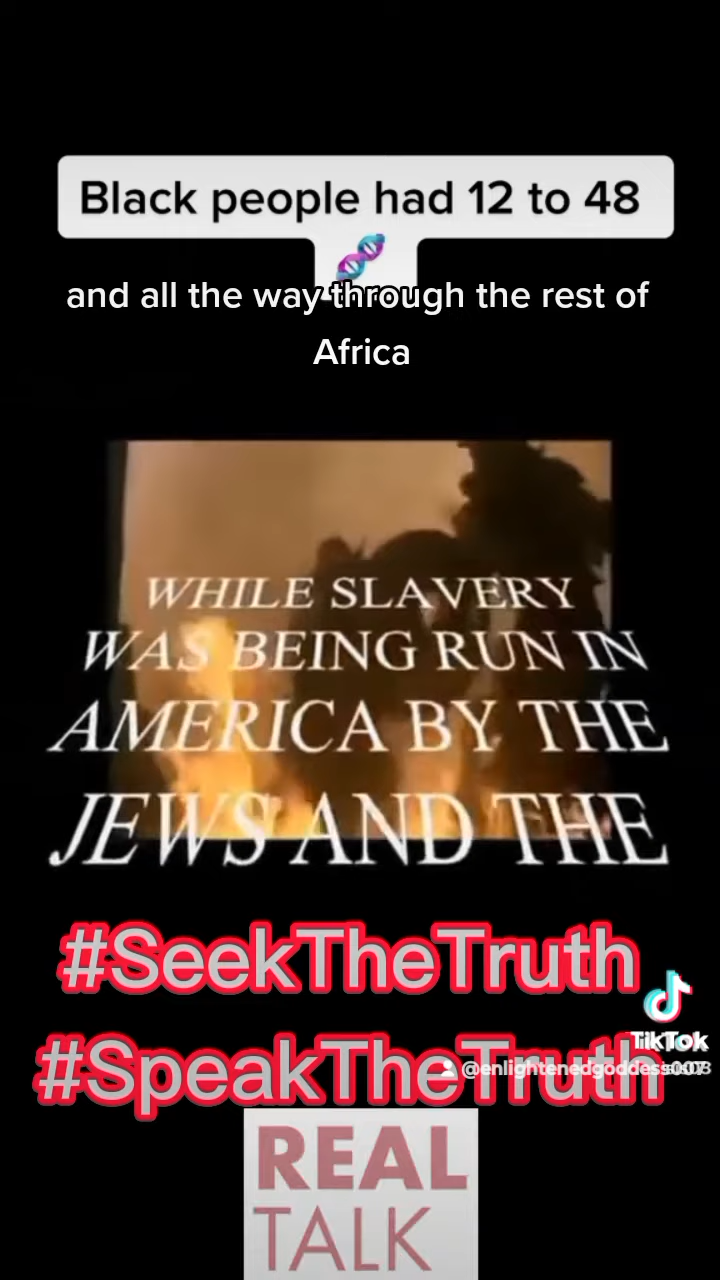 Black people had 12 to 48
🧬
and all the way through the rest of
Africa
WHILE SLAVERY
WAS BEING RUN IN
AMERICA BY THE
JEWS AND THE
#SeekTheTruth
TikTok
#SpeakTheTruth
REAL
TALK